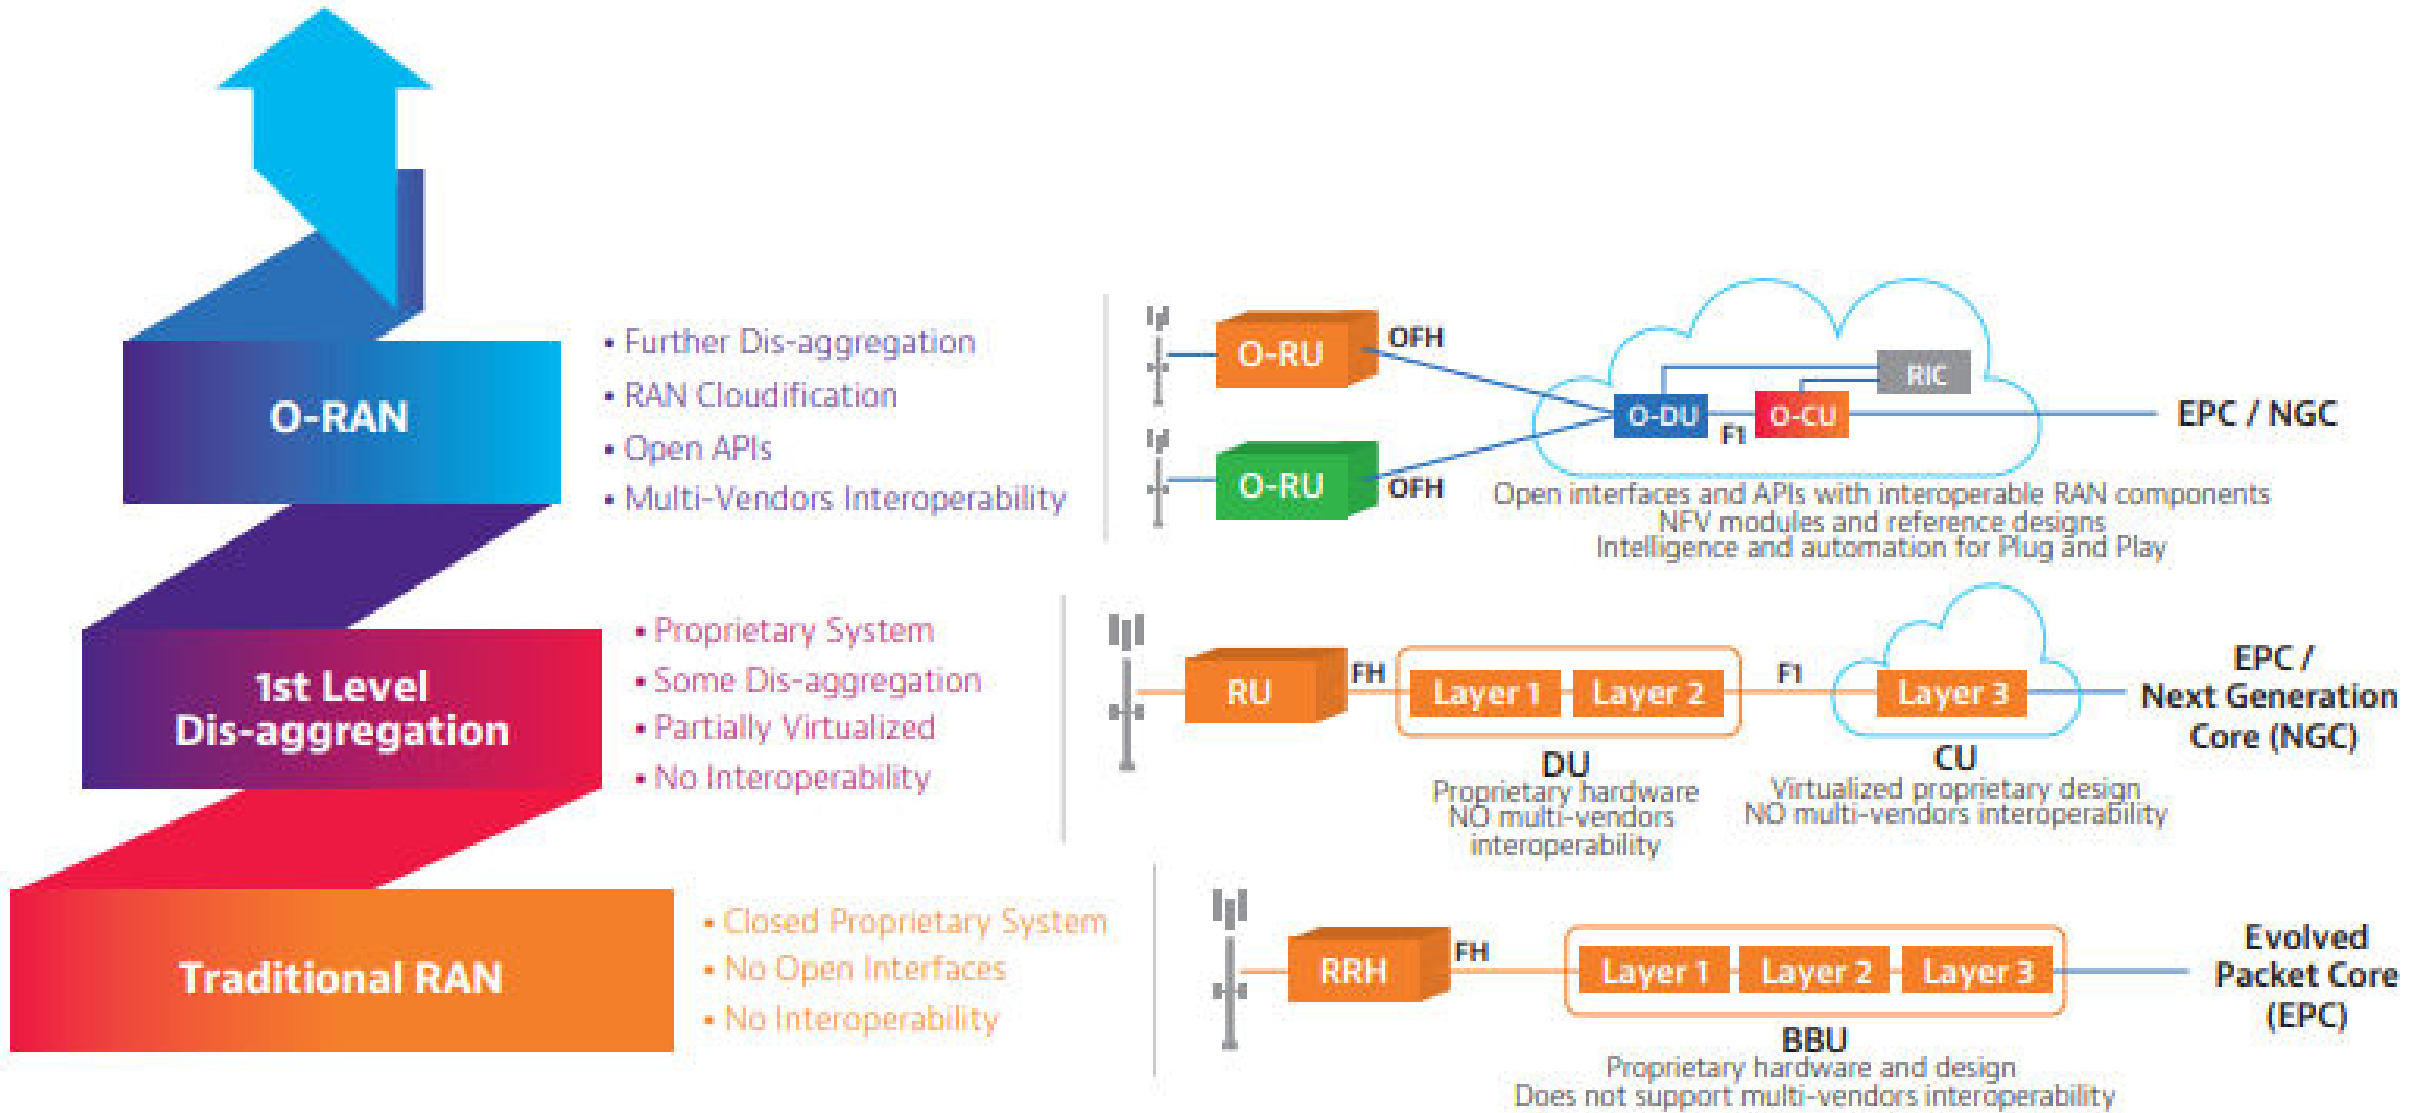 O-RAN
• Further Dis-aggregation
• RAN Cloudification
• Open APIs
• Multi-Vendors Interoperability
O-RU
OFH
O-RU
OFH
RIC
O-DU
F1
O-CU
EPC / NGC
Open interfaces and APIs with interoperable RAN components
NFV modules and reference designs
Intelligence and automation for Plug and Play
1st Level
Dis-aggregation
• Proprietary System
• Some Dis-aggregation
• Partially Virtualized
• No Interoperability
RU
FH
Layer 1
Layer 2
F1
Layer 3
EPC /
Next Generation
Core (NGC)
DU
Proprietary hardware
NO multi-vendors
interoperability
CU
Virtualized proprietary design
NO multi-vendors interoperability
Traditional RAN
• Closed Proprietary System
• No Open Interfaces
• No Interoperability
RRH
FH
Layer 1
Layer 2
Layer 3
Evolved
Packet Core
(EPC)
BBU
Proprietary hardware and design
Does not support multi-vendors interoperability